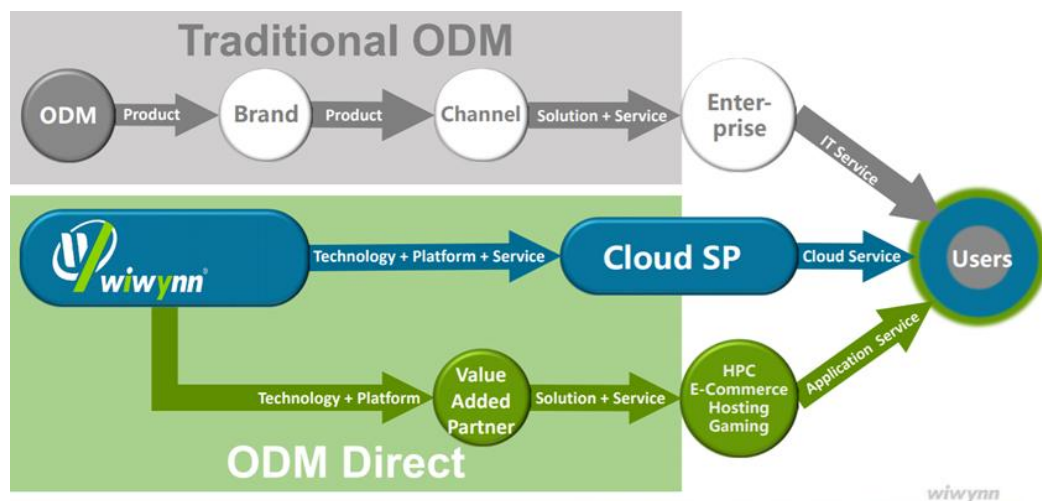 Traditional ODM
ODM
Product
Brand
Product
Channel
Solution + Service
Enter-
prise
IT Service
wiwynn®
Technology + Platform + Service
Cloud SP
Cloud Service
Users
Technology + Platform
Value
Added
Partner
Solution + Service
HPC
E-Commerce
Hosting
Gaming
Application Service
ODM Direct
wiwynn